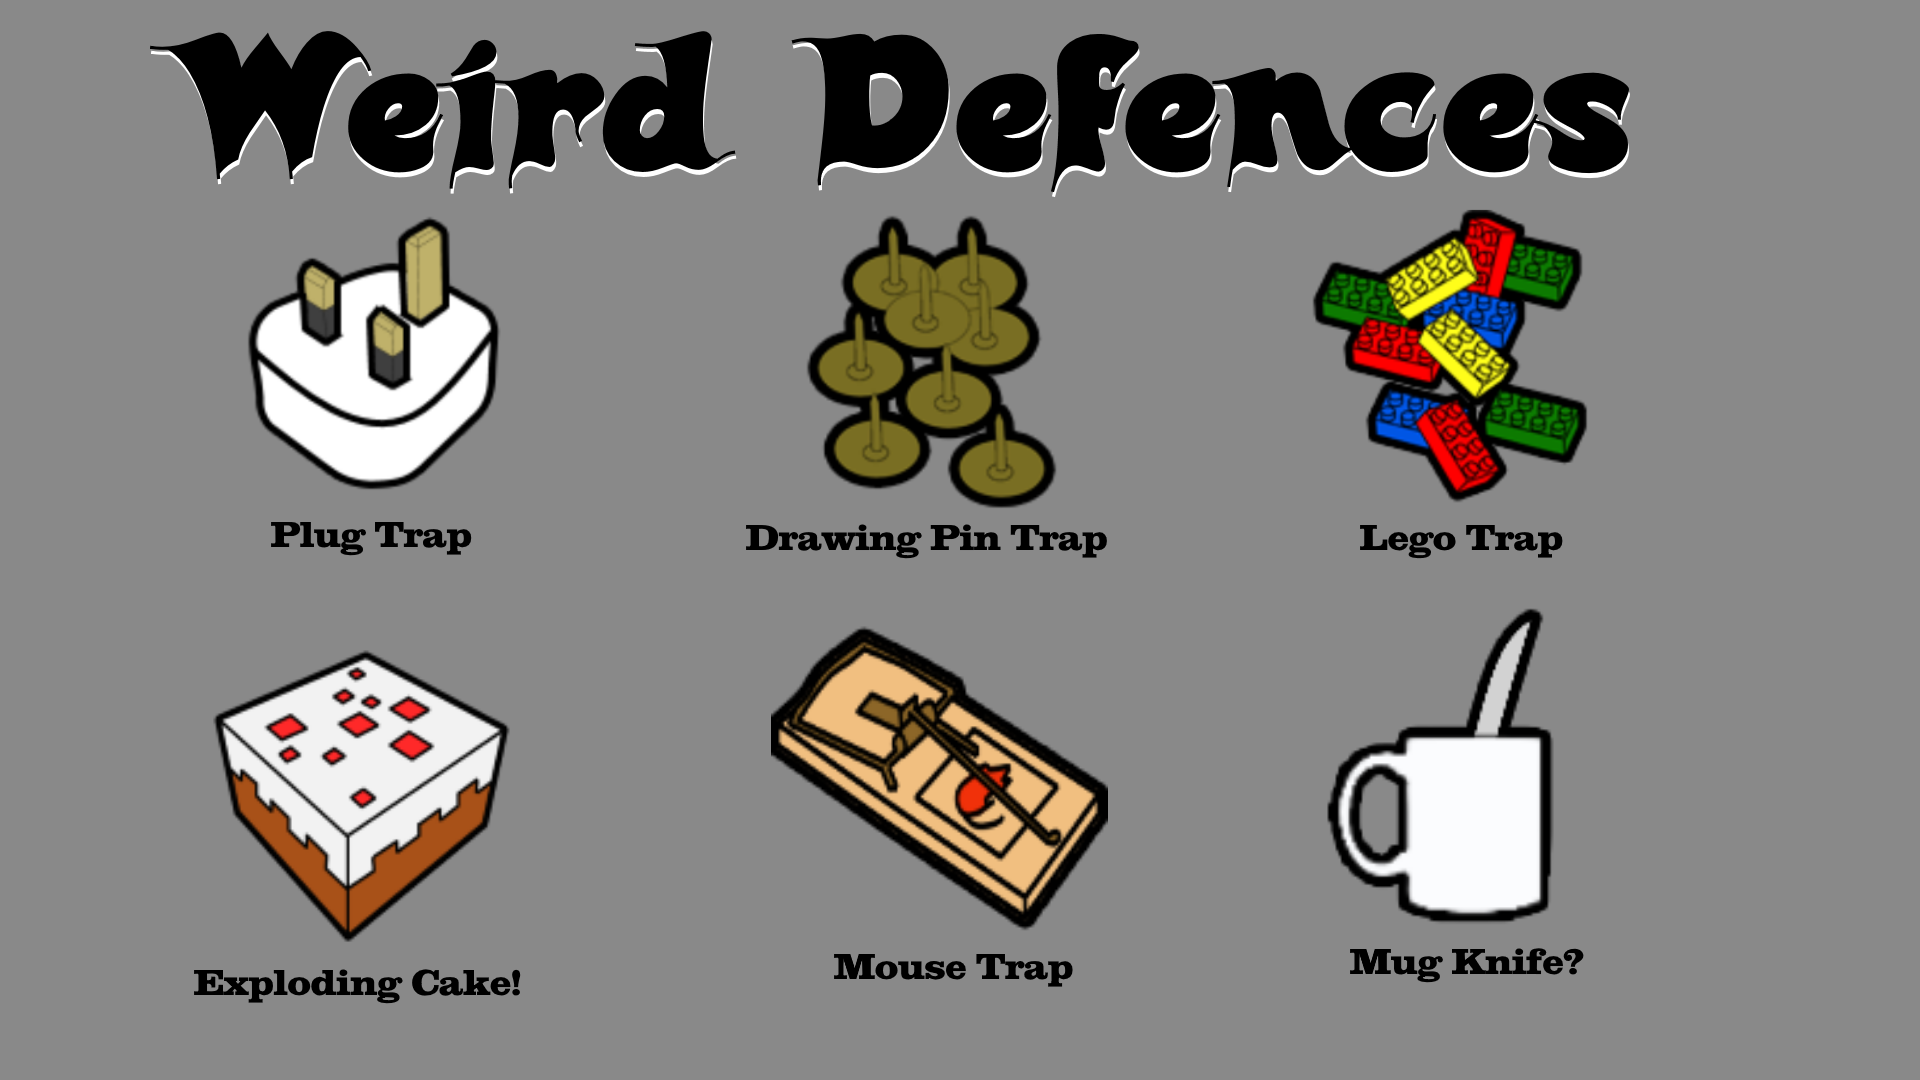 Weird Defences
Plug Trap
Drawing Pin Trap
Lego Trap
Exploding Cake!
Mouse Trap
Mug Knife?